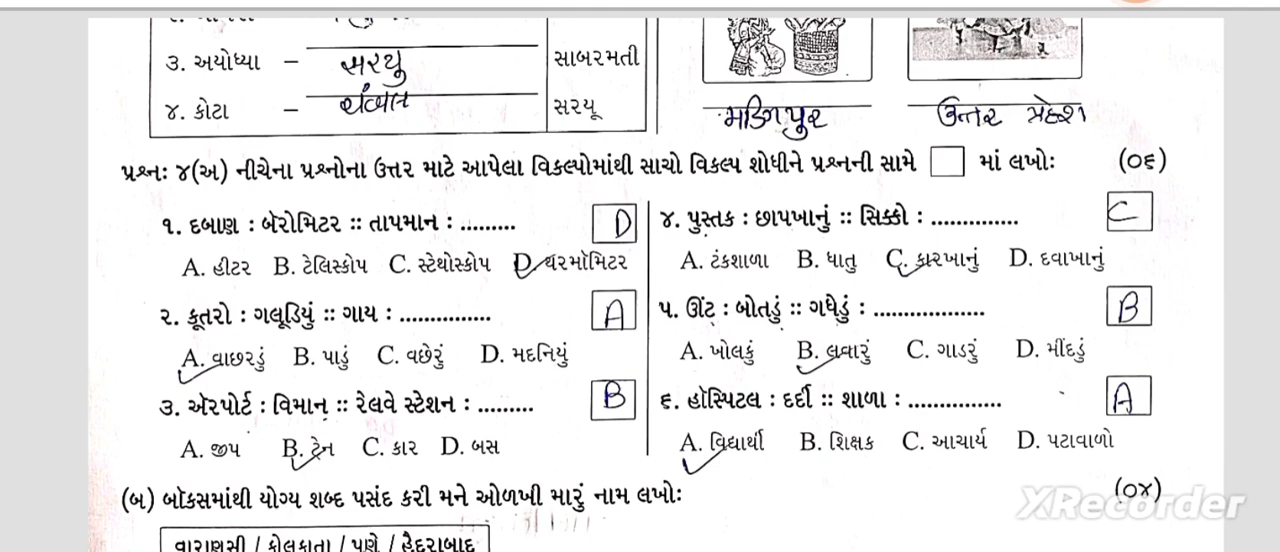 ૩. અયોધ્યા – સરયુ
સાબરમતી
૪. કોટા – ચંબલ
સરયૂ
મણિપુર
ઉત્તર પ્રદેશ
પ્રશ્ન: ૪(અ) નીચેના પ્રશ્નોના ઉત્તર માટે આપેલા વિકલ્પોમાંથી સાચો વિકલ્પ શોધીને પ્રશ્નની સામે માં લખો: (૦૬)
૧. દબાણ : બૅરોમિટર :: તાપમાન : ......... D
A. હીટર B. ટેલિસ્કોપ C. સ્ટેથોસ્કોપ D. થરમૉમિટર
૨. કૂતરો : ગલૂડિયું :: ગાય : ............... A
A. વાછરડું B. પાડું C. વછેરું D. મદનિયું
૩. ઍરપોર્ટ : વિમાન :: રેલવે સ્ટેશન : ......... B
A. જીપ B. ટ્રેન C. કાર D. બસ
૪. પુસ્તક : છાપખાનું :: સિક્કો : .............. C
A. ટંકશાળા B. ધાતુ C. કારખાનું D. દવાખાનું
૫. ઊંટ : બોતડું :: ગધેડું : .................. B
A. ખોલકું B. લવારું C. ગાડરું D. મીંદડું
૬. હૉસ્પિટલ : દર્દી :: શાળા : ............... A
A. વિદ્યાર્થી B. શિક્ષક C. આચાર્ય D. પટાવાળો
(બ) બૉકસમાંથી યોગ્ય શબ્દ પસંદ કરી મને ઓળખી મારું નામ લખો: (૦૪)
વારાણસી / કોલકાતા / પુણે / હૈદરાબાદ
XRecorder